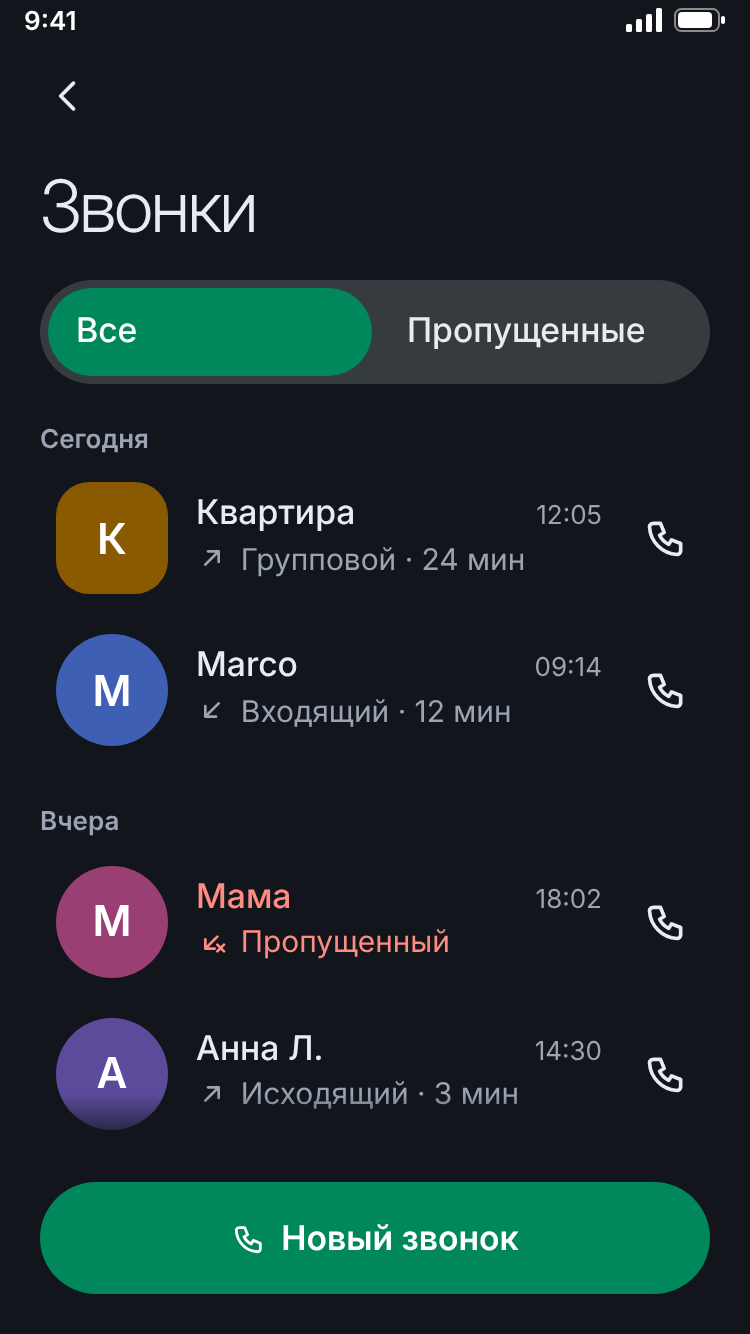 9:41
Звонки
Все
Пропущенные
Сегодня
К
Квартира
12:05
Групповой · 24 мин
M
Marco
09:14
Входящий · 12 мин
Вчера
М
Мама
18:02
Пропущенный
А
Анна Л.
14:30
Исходящий · 3 мин
Новый звонок